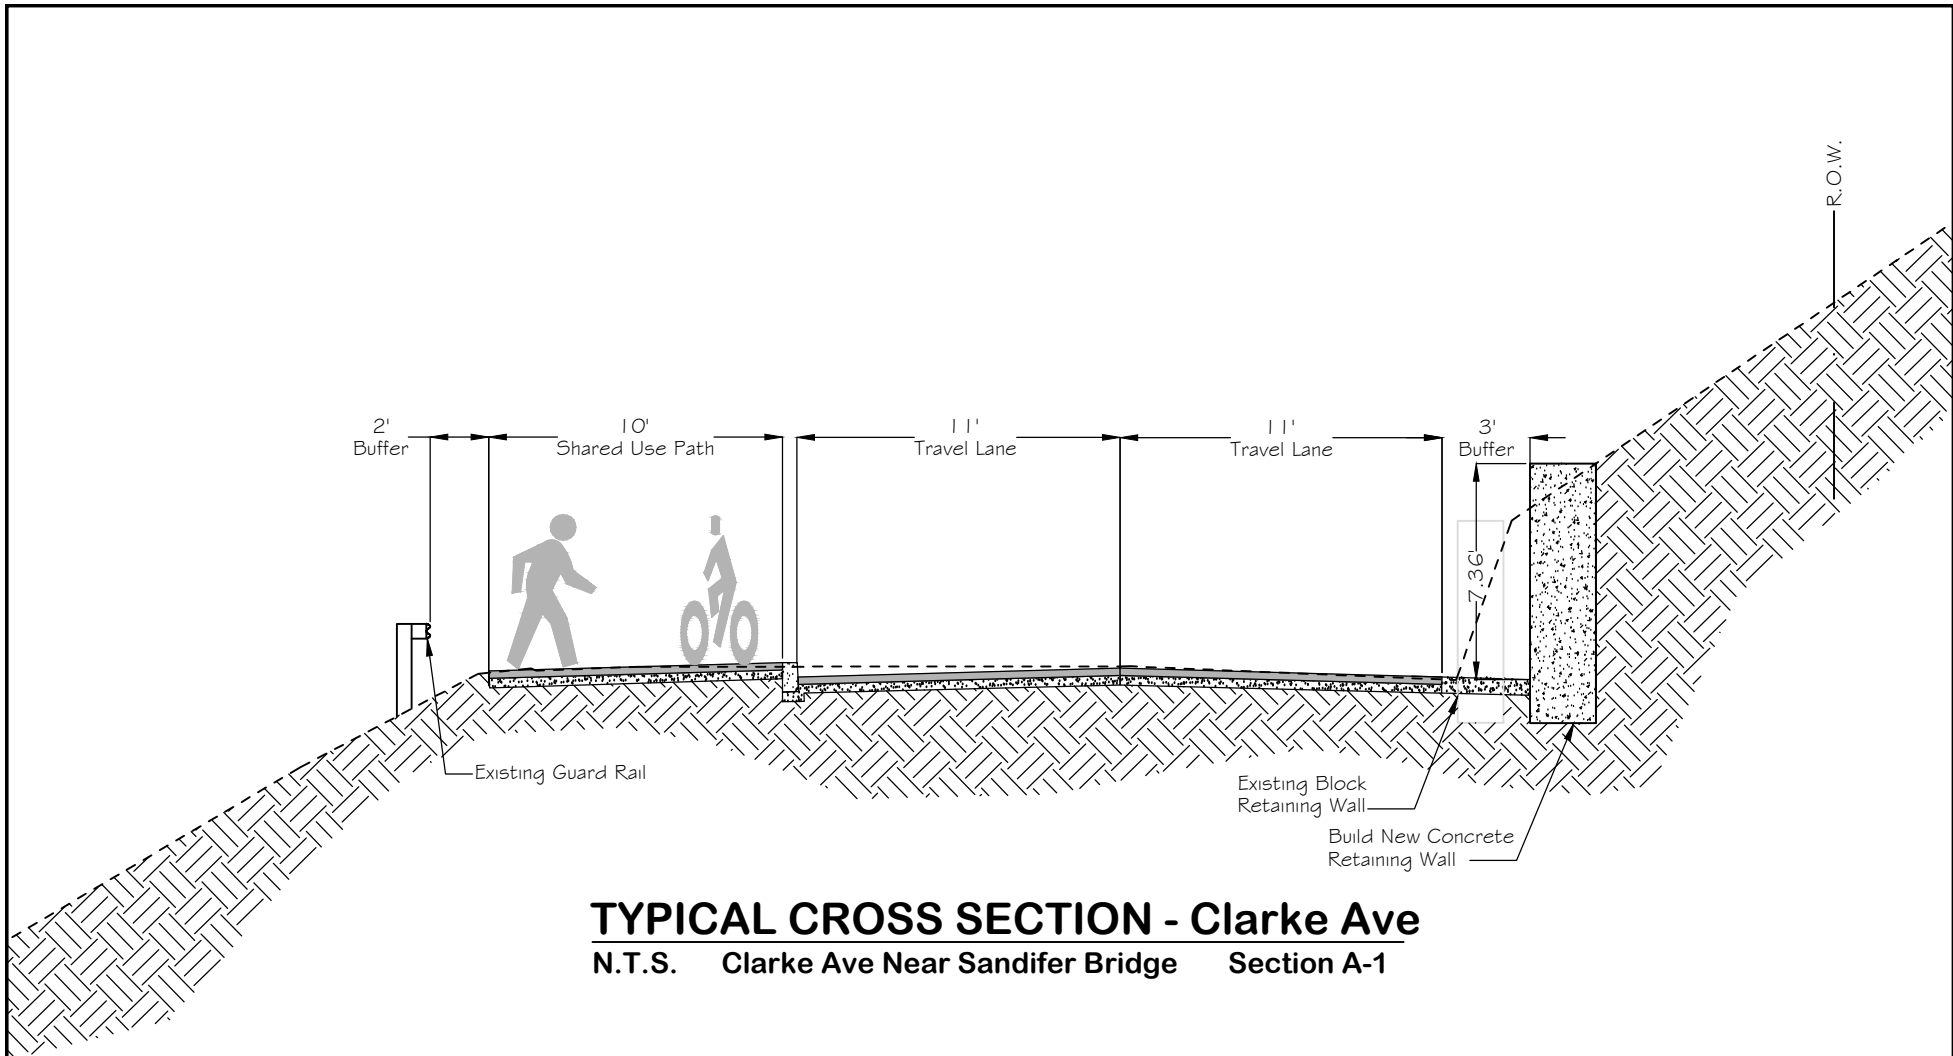 R.O.W.
2'
Buffer
10'
Shared Use Path
11'
Travel Lane
11'
Travel Lane
3'
Buffer
7.36'
Existing Guard Rail
Existing Block
Retaining Wall
Build New Concrete
Retaining Wall
TYPICAL CROSS SECTION - Clarke Ave
N.T.S. Clarke Ave Near Sandifer Bridge Section A-1